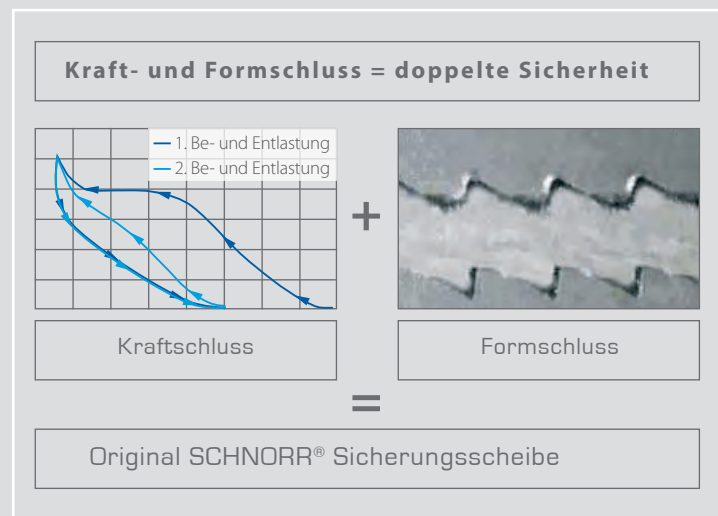 Kraft- und Formschluss = doppelte Sicherheit
1. Be- und Entlastung
2. Be- und Entlastung
+
Kraftschluss
Formschluss
=
Original SCHNORR® Sicherungsscheibe